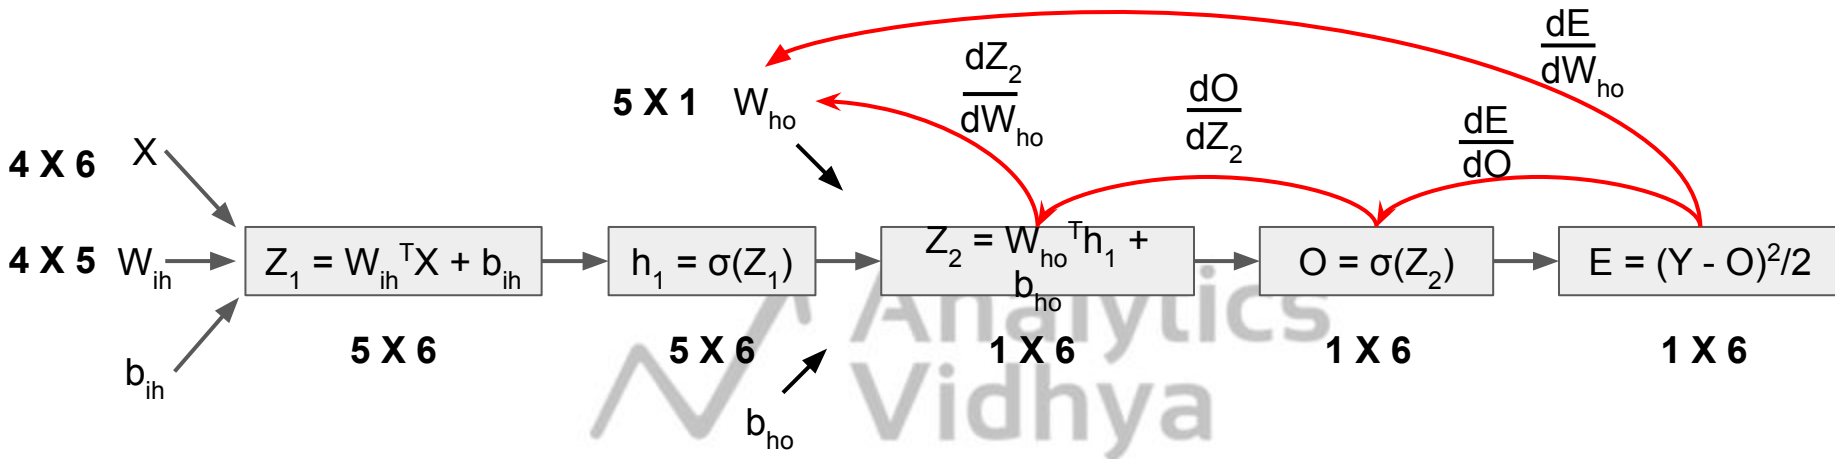 dE
dW_ho
dZ_2
dW_ho
dO
dZ_2
dE
dO
5 X 1 W_ho
4 X 6 X
4 X 5 W_ih
b_ih
Z_1 = W_ih^T X + b_ih
h_1 = σ(Z_1)
Z_2 = W_ho^T h_1 +
b_ho
O = σ(Z_2)
E = (Y - O)^2/2
5 X 6
5 X 6
1 X 6
1 X 6
1 X 6
b_ho
Analytics
Vidhya